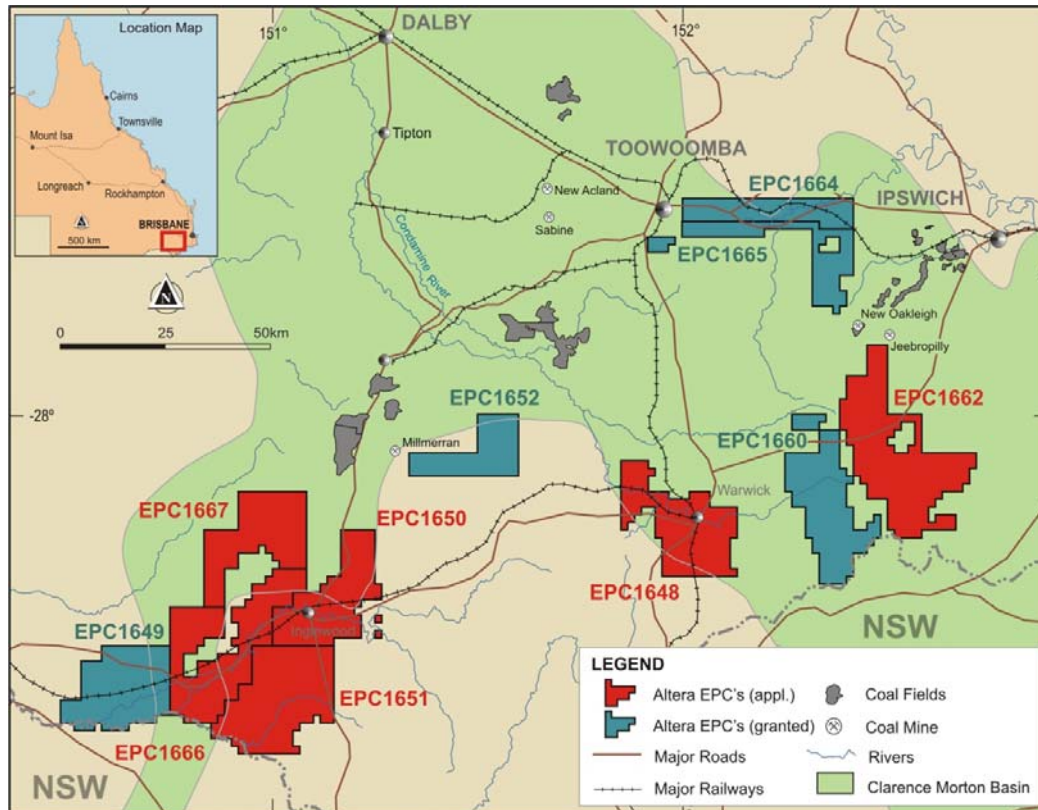 Location Map
Cairns
Townsville
Mount Isa
Longreach
Rockhampton
BRISBANE
500 km
N
0 25 50km
151°
152°
-28°
DALBY
Tipton
TOOWOOMBA
New Acland
Sabine
Condamine River
EPC1664
IPSWICH
EPC1665
New Oakleigh
Jeebropilly
EPC1662
EPC1652
EPC1660
Millmerran
Warwick
EPC1667
EPC1650
EPC1648
EPC1649
Inglewood
EPC1651
EPC1666
NSW
NSW
LEGEND
Altera EPC's (appl.)
Coal Fields
Altera EPC's (granted)
Coal Mine
Major Roads
Rivers
Major Railways
Clarence Morton Basin